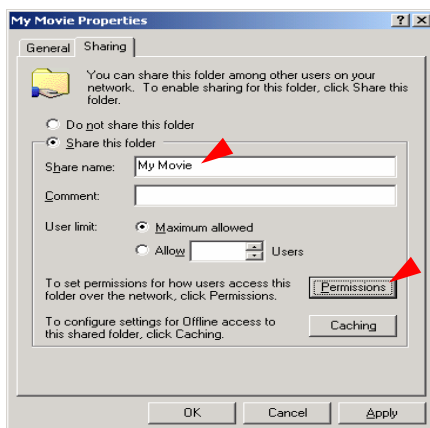 My Movie Properties
General Sharing
You can share this folder among other users on your
network. To enable sharing for this folder, click Share this
folder.
Do not share this folder
Share this folder
Share name: My Movie
Comment:
User limit: Maximum allowed
Allow Users
To set permissions for how users access this
folder over the network, click Permissions.
Permissions
To configure settings for Offline access to
this shared folder, click Caching.
Caching
OK Cancel Apply